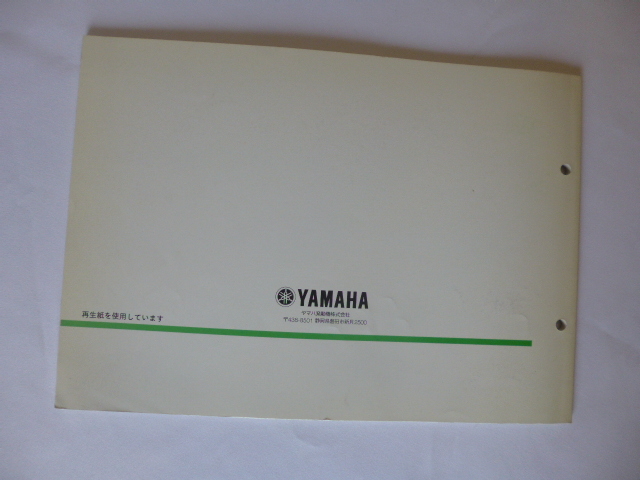 YAMAHA
ヤマハ発動機株式会社
〒438-8501 静岡県磐田市新貝2500
再生紙を使用しています